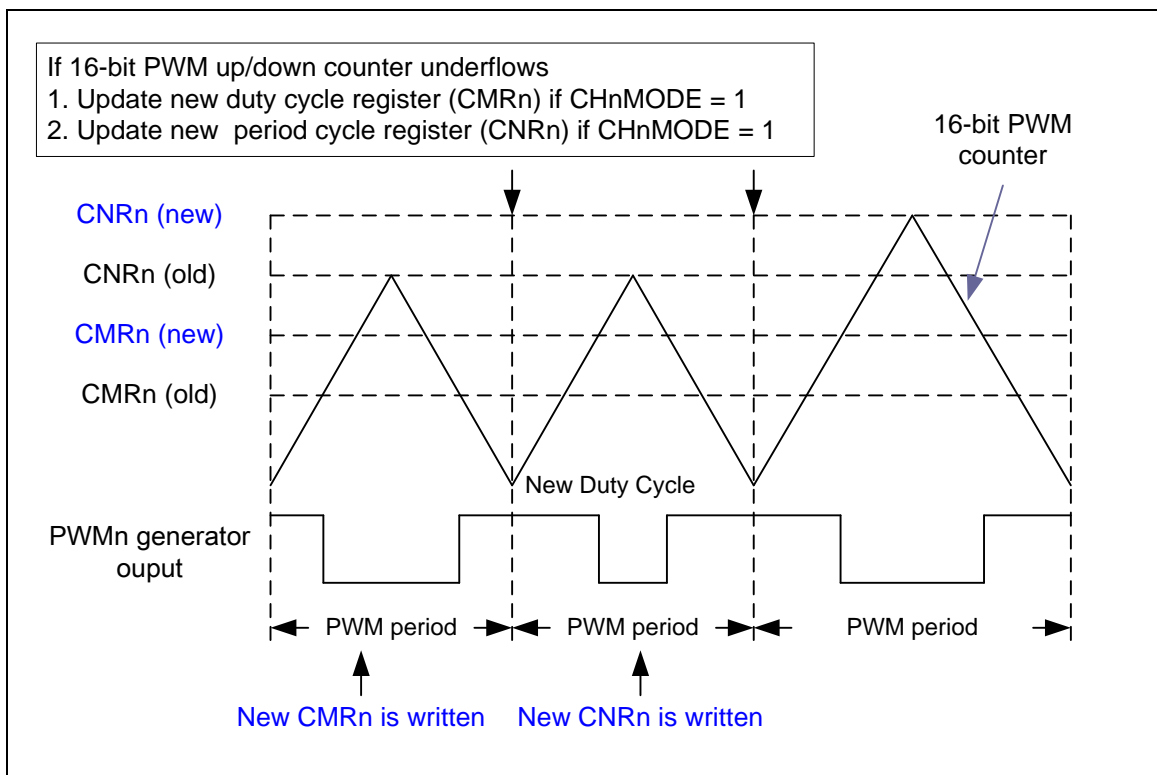 If 16-bit PWM up/down counter underflows
1. Update new duty cycle register (CMRn) if CHnMODE = 1
2. Update new  period cycle register (CNRn) if CHnMODE = 1
16-bit PWM
counter
CNRn (new)
CNRn (old)
CMRn (new)
CMRn (old)
New Duty Cycle
PWMn generator
ouput
PWM period
PWM period
PWM period
New CMRn is written
New CNRn is written